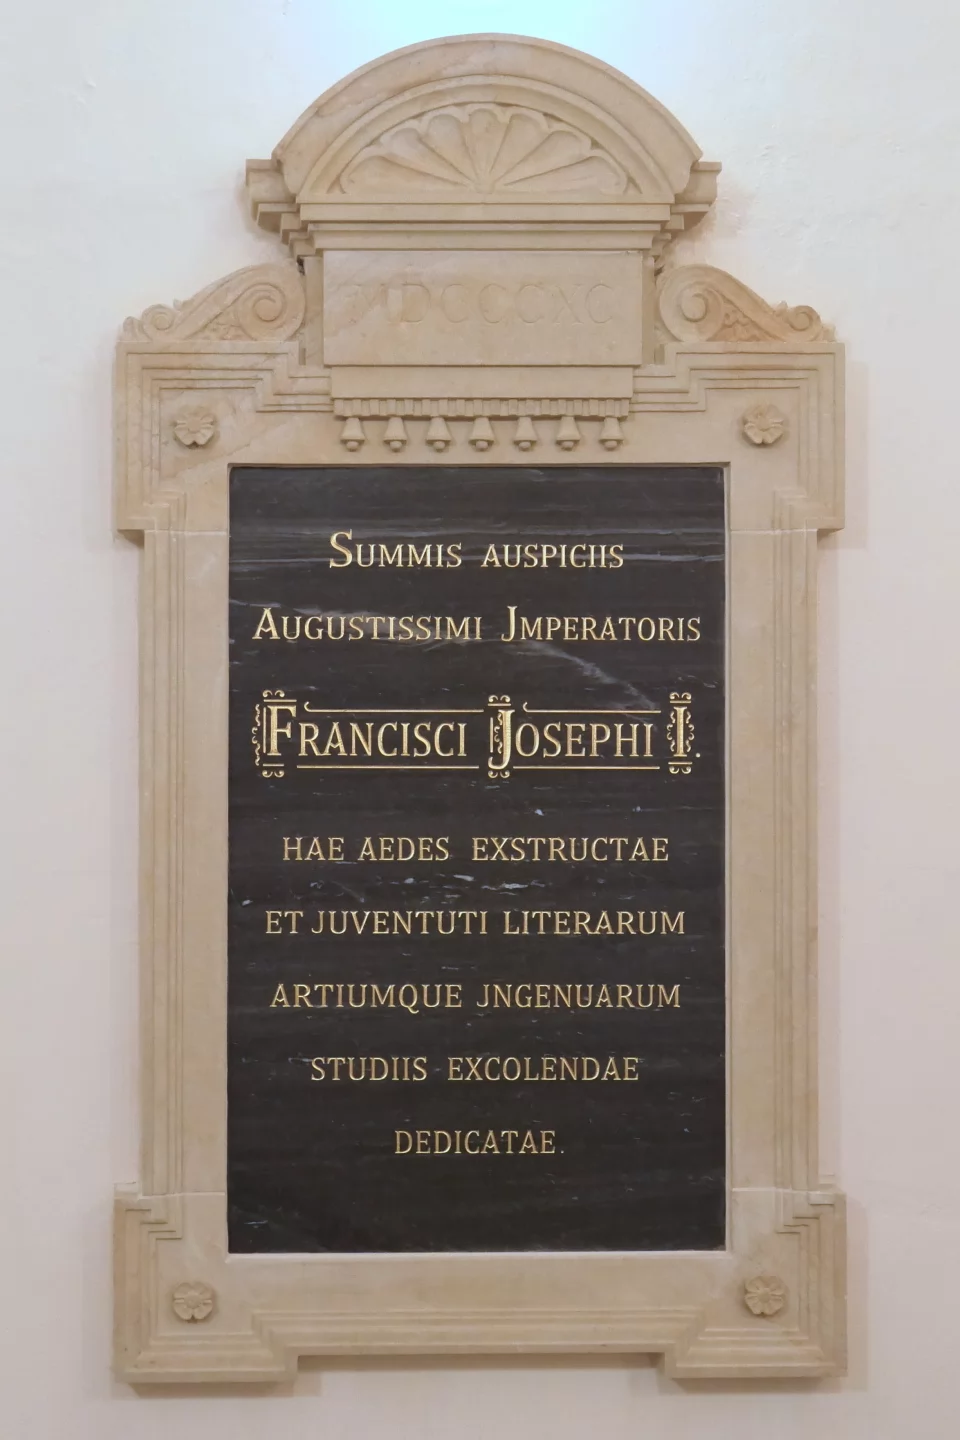 MDCCCXC
SUMMIS AUSPICIIS
AUGUSTISSIMI JMPERATORIS
FRANCISCI JOSEPHI I.
HAE AEDES EXSTRUCTAE
ET JUVENTUTI LITERARUM
ARTIUMQUE JNGENUARUM
STUDIIS EXCOLENDAE
DEDICATAE.